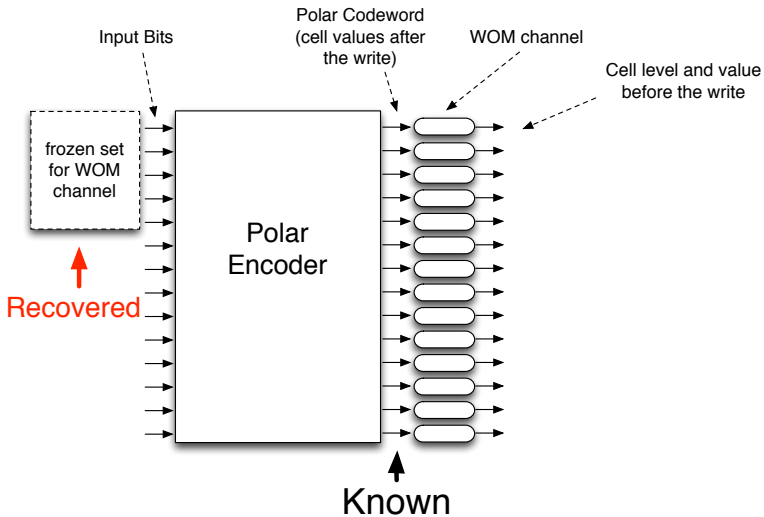 Input Bits
Polar Codeword
(cell values after
the write)
WOM channel
Cell level and value
before the write
frozen set
for WOM
channel
Polar
Encoder
Recovered
Known